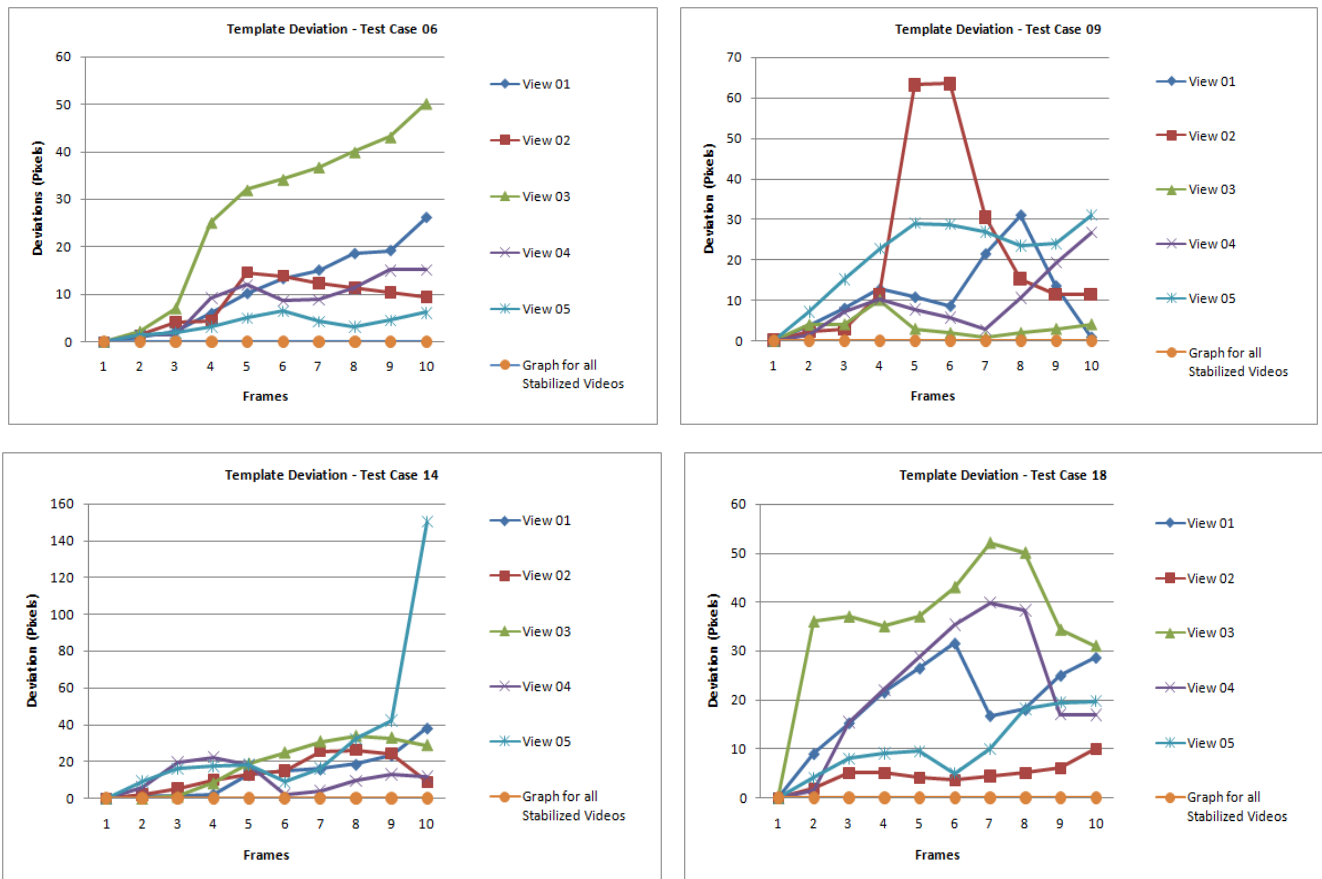 Template Deviation - Test Case 06
60
50
40
30
20
10
0
Deviations (Pixels)
1 2 3 4 5 6 7 8 9 10
Frames
View 01
View 02
View 03
View 04
View 05
Graph for all
Stabilized Videos
Template Deviation - Test Case 09
70
60
50
40
30
20
10
0
Deviation (Pixels)
1 2 3 4 5 6 7 8 9 10
Frames
View 01
View 02
View 03
View 04
View 05
Graph for all
Stabilized Videos
Template Deviation - Test Case 14
160
140
120
100
80
60
40
20
0
Deviation (Pixels)
1 2 3 4 5 6 7 8 9 10
Frames
View 01
View 02
View 03
View 04
View 05
Graph for all
Stabilized Videos
Template Deviation - Test Case 18
60
50
40
30
20
10
0
Deviation (Pixels)
1 2 3 4 5 6 7 8 9 10
Frames
View 01
View 02
View 03
View 04
View 05
Graph for all
Stabilized Videos